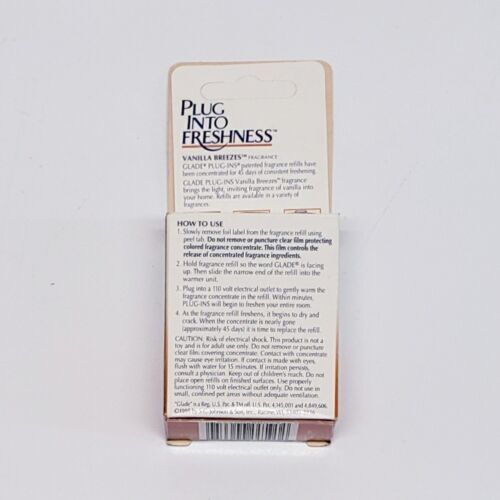 PLUG
INTO
FRESHNESS™
VANILLA BREEZES™ FRAGRANCE
GLADE® PLUG-INS® patented fragrance refills have
been concentrated for 45 days of consistent freshening.
GLADE PLUG-INS Vanilla Breezes™ fragrance
brings the light, inviting fragrance of vanilla into
your home. Refills are available in a variety of
fragrances.
HOW TO USE
1. Slowly remove foil label from the fragrance refill using
peel tab. Do not remove or puncture clear film protecting
colored fragrance concentrate. This film controls the
release of concentrated fragrance ingredients.
2. Hold fragrance refill so the word GLADE® is facing
up. Then slide the narrow end of the refill into the
warmer unit.
3. Plug into a 110 volt electrical outlet to gently warm the
fragrance concentrate in the refill. Within minutes,
PLUG-INS will begin to freshen your entire room.
4. As the fragrance refill freshens, it begins to dry and
crack. When the concentrate is nearly gone
(approximately 45 days) it is time to replace the refill.
CAUTION: Risk of electrical shock. This product is not a
toy and is for adult use only. Do not remove or puncture
clear film covering concentrate. Contact with concentrate
may cause eye irritation. If contact is made with eyes,
flush with water for 15 minutes. If irritation persists,
consult a physician. Keep out of children's reach. Do not
place open refills on finished surfaces. Use properly
functioning 110 volt electrical outlet only. Do not use in
small, confined pet areas without adequate ventilation.
"Glade" is a Reg. U.S. Pat. & TM off. U.S. Pat. 4,145,001 and 4,849,606.
S.C. Johnson & Son, Inc., Racine, WI